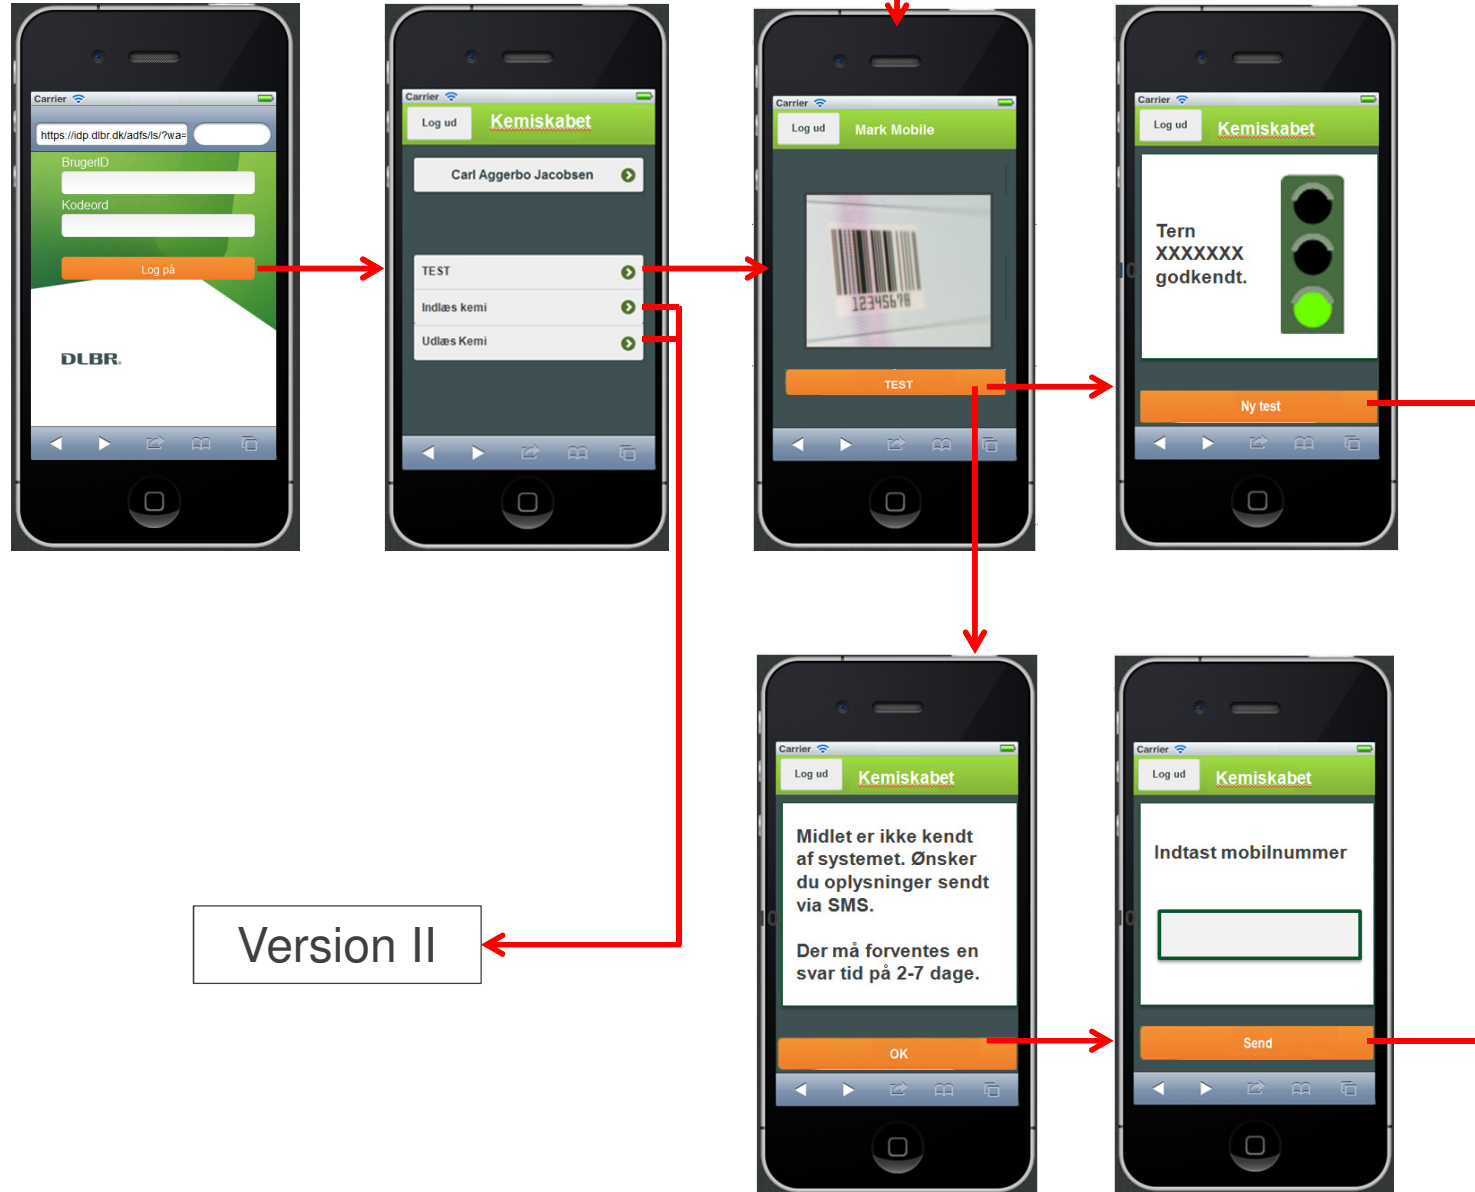 Carrier
https://idp.dlbr.dk/adfs/ls/?wa=
BrugerID
Kodeord
Log på
DLBR.
Carrier
Log ud
Kemiskabet
Carl Aggerbo Jacobsen
TEST
Indlæs kemi
Udlæs Kemi
Carrier
Log ud
Mark Mobile
12345678
TEST
Carrier
Log ud
Kemiskabet
Tern
XXXXXXX
godkendt.
Ny test
Version II
Carrier
Log ud
Kemiskabet
Midlet er ikke kendt
af systemet. Ønsker
du oplysninger sendt
via SMS.
Der må forventes en
svar tid på 2-7 dage.
OK
Carrier
Log ud
Kemiskabet
Indtast mobilnummer
Send